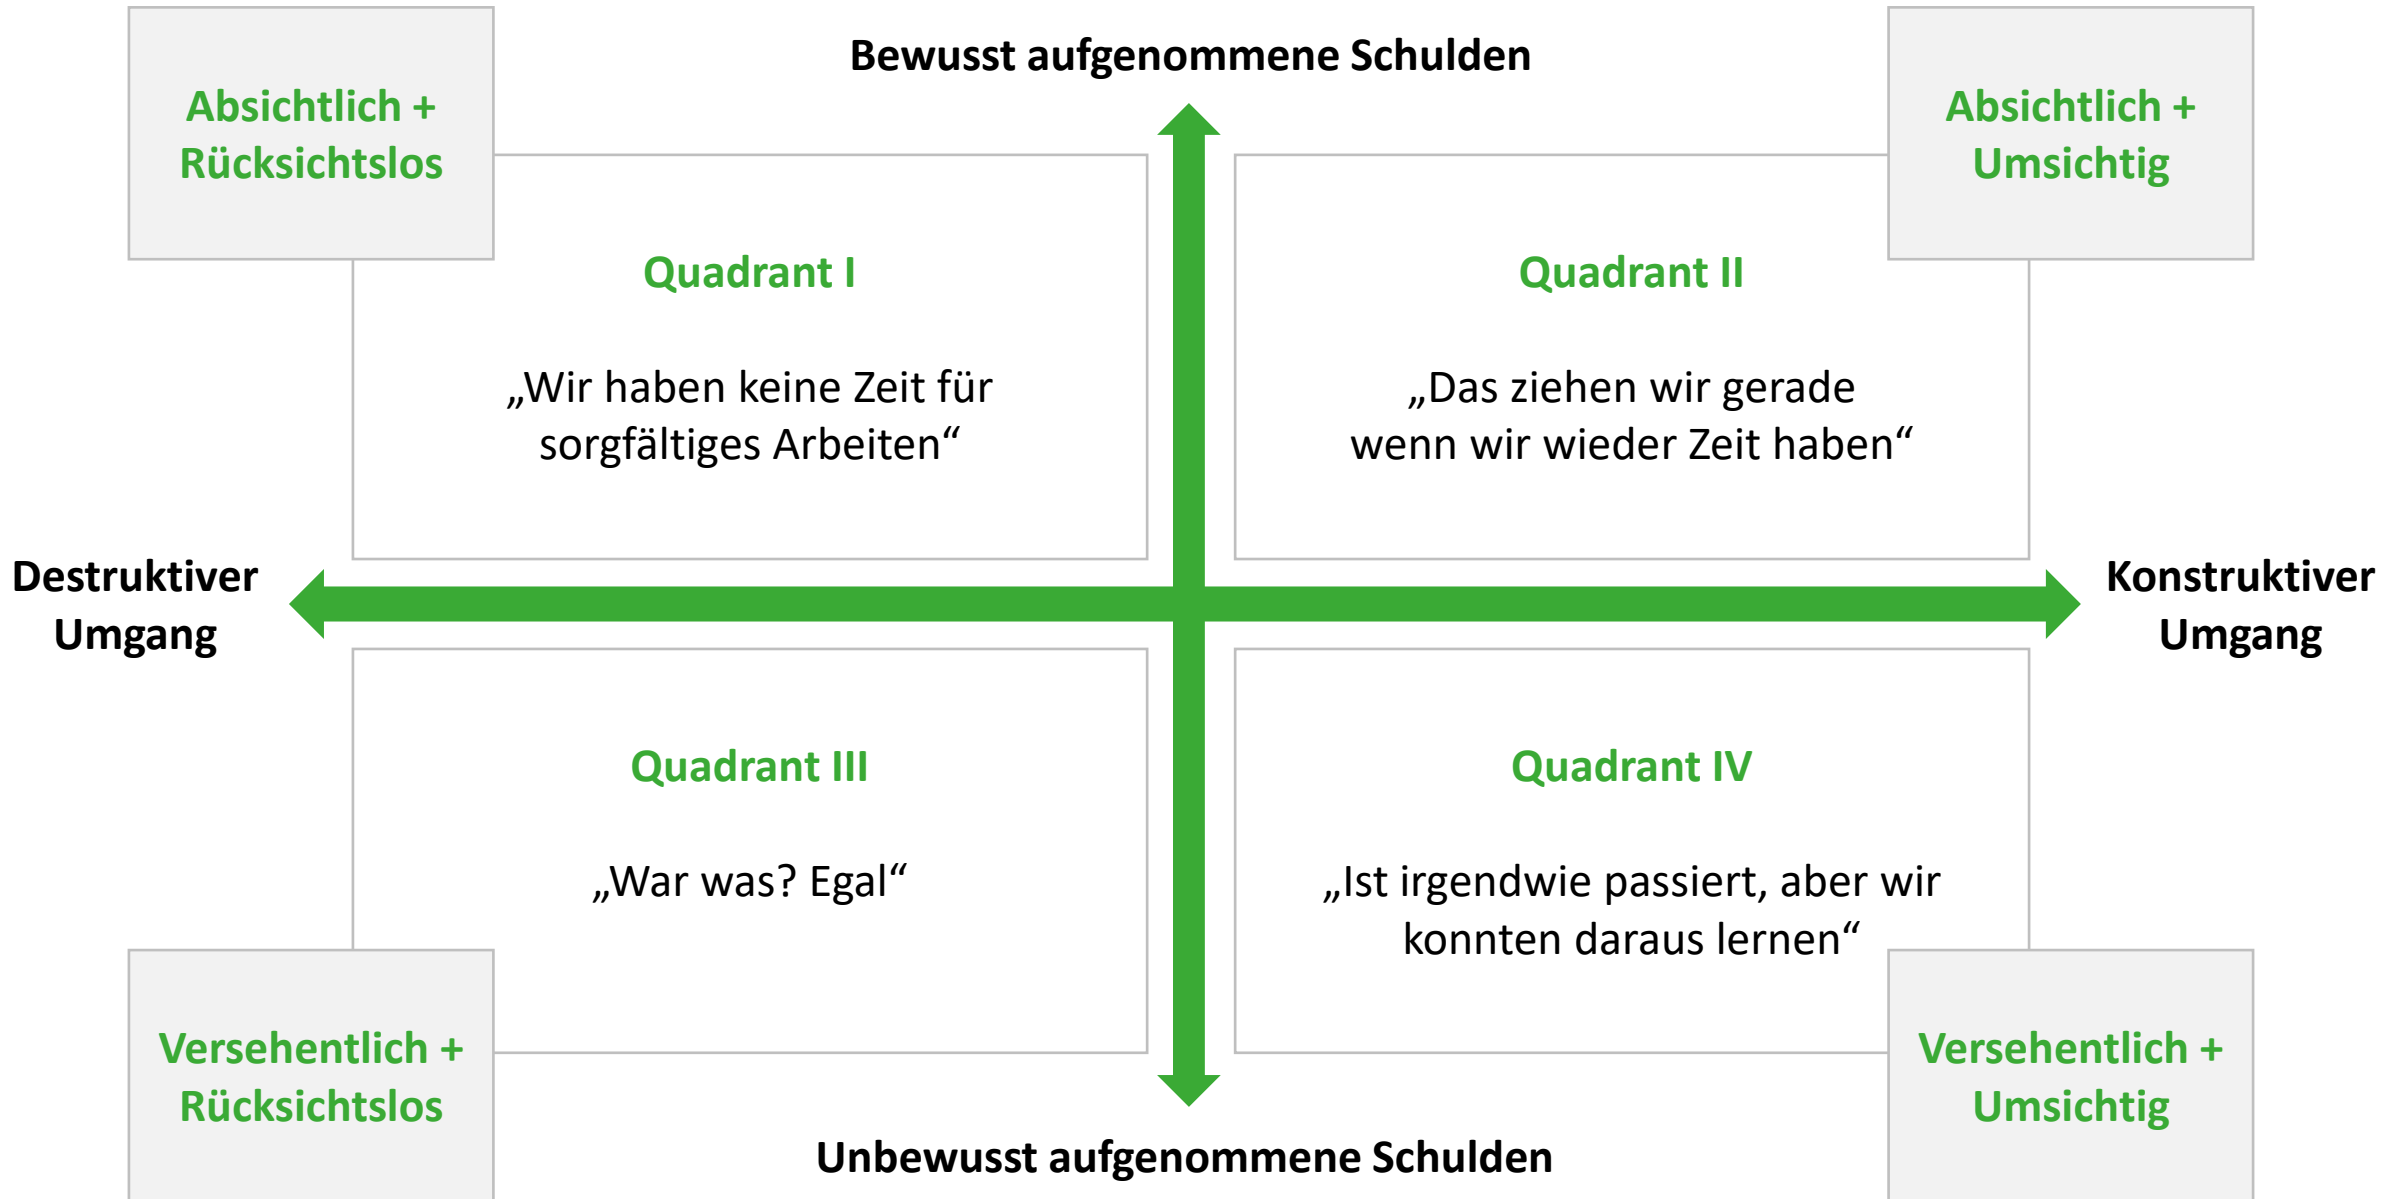 Bewusst aufgenommene Schulden
Absichtlich +
Rücksichtslos
Absichtlich +
Umsichtig
Quadrant I
„Wir haben keine Zeit für
sorgfältiges Arbeiten“
Quadrant II
„Das ziehen wir gerade
wenn wir wieder Zeit haben“
Destruktiver
Umgang
Konstruktiver
Umgang
Quadrant III
„War was? Egal“
Quadrant IV
„Ist irgendwie passiert, aber wir
konnten daraus lernen“
Versehentlich +
Rücksichtslos
Versehentlich +
Umsichtig
Unbewusst aufgenommene Schulden